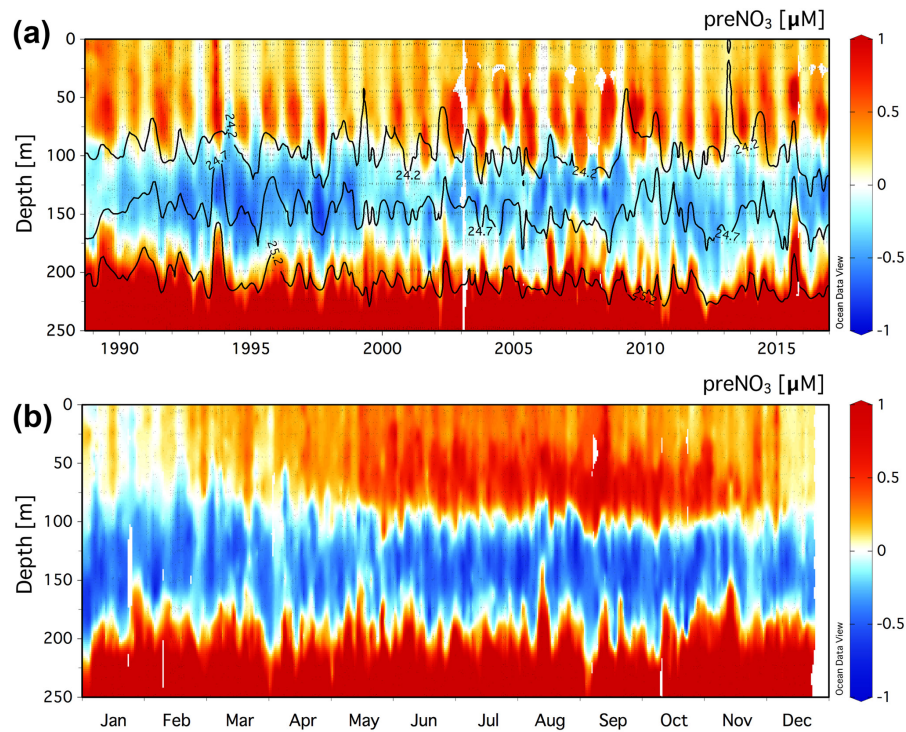 (a)
preNO₃ [µM]
0
50
100
150
200
250
Depth [m]
24.2
24.7
25.2
24.2
24.7
24.2
24.2
24.7
1990
1995
2000
2005
2010
2015
Ocean Data View
1
0.5
0
-0.5
-1
(b)
preNO₃ [µM]
0
50
100
150
200
250
Depth [m]
Jan
Feb
Mar
Apr
May
Jun
Jul
Aug
Sep
Oct
Nov
Dec
Ocean Data View
1
0.5
0
-0.5
-1